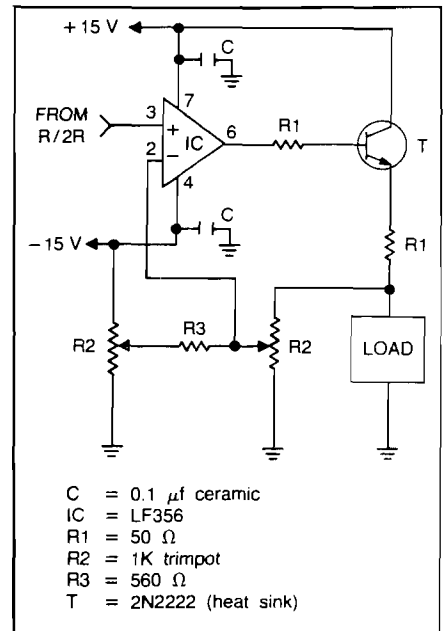 +15 V
C
7
FROM
R/2R
3
+
IC
2
−
6
R1
T
4
C
R1
−15 V
R2
R3
R2
LOAD
C = 0.1 μf ceramic
IC = LF356
R1 = 50 Ω
R2 = 1K trimpot
R3 = 560 Ω
T = 2N2222 (heat sink)